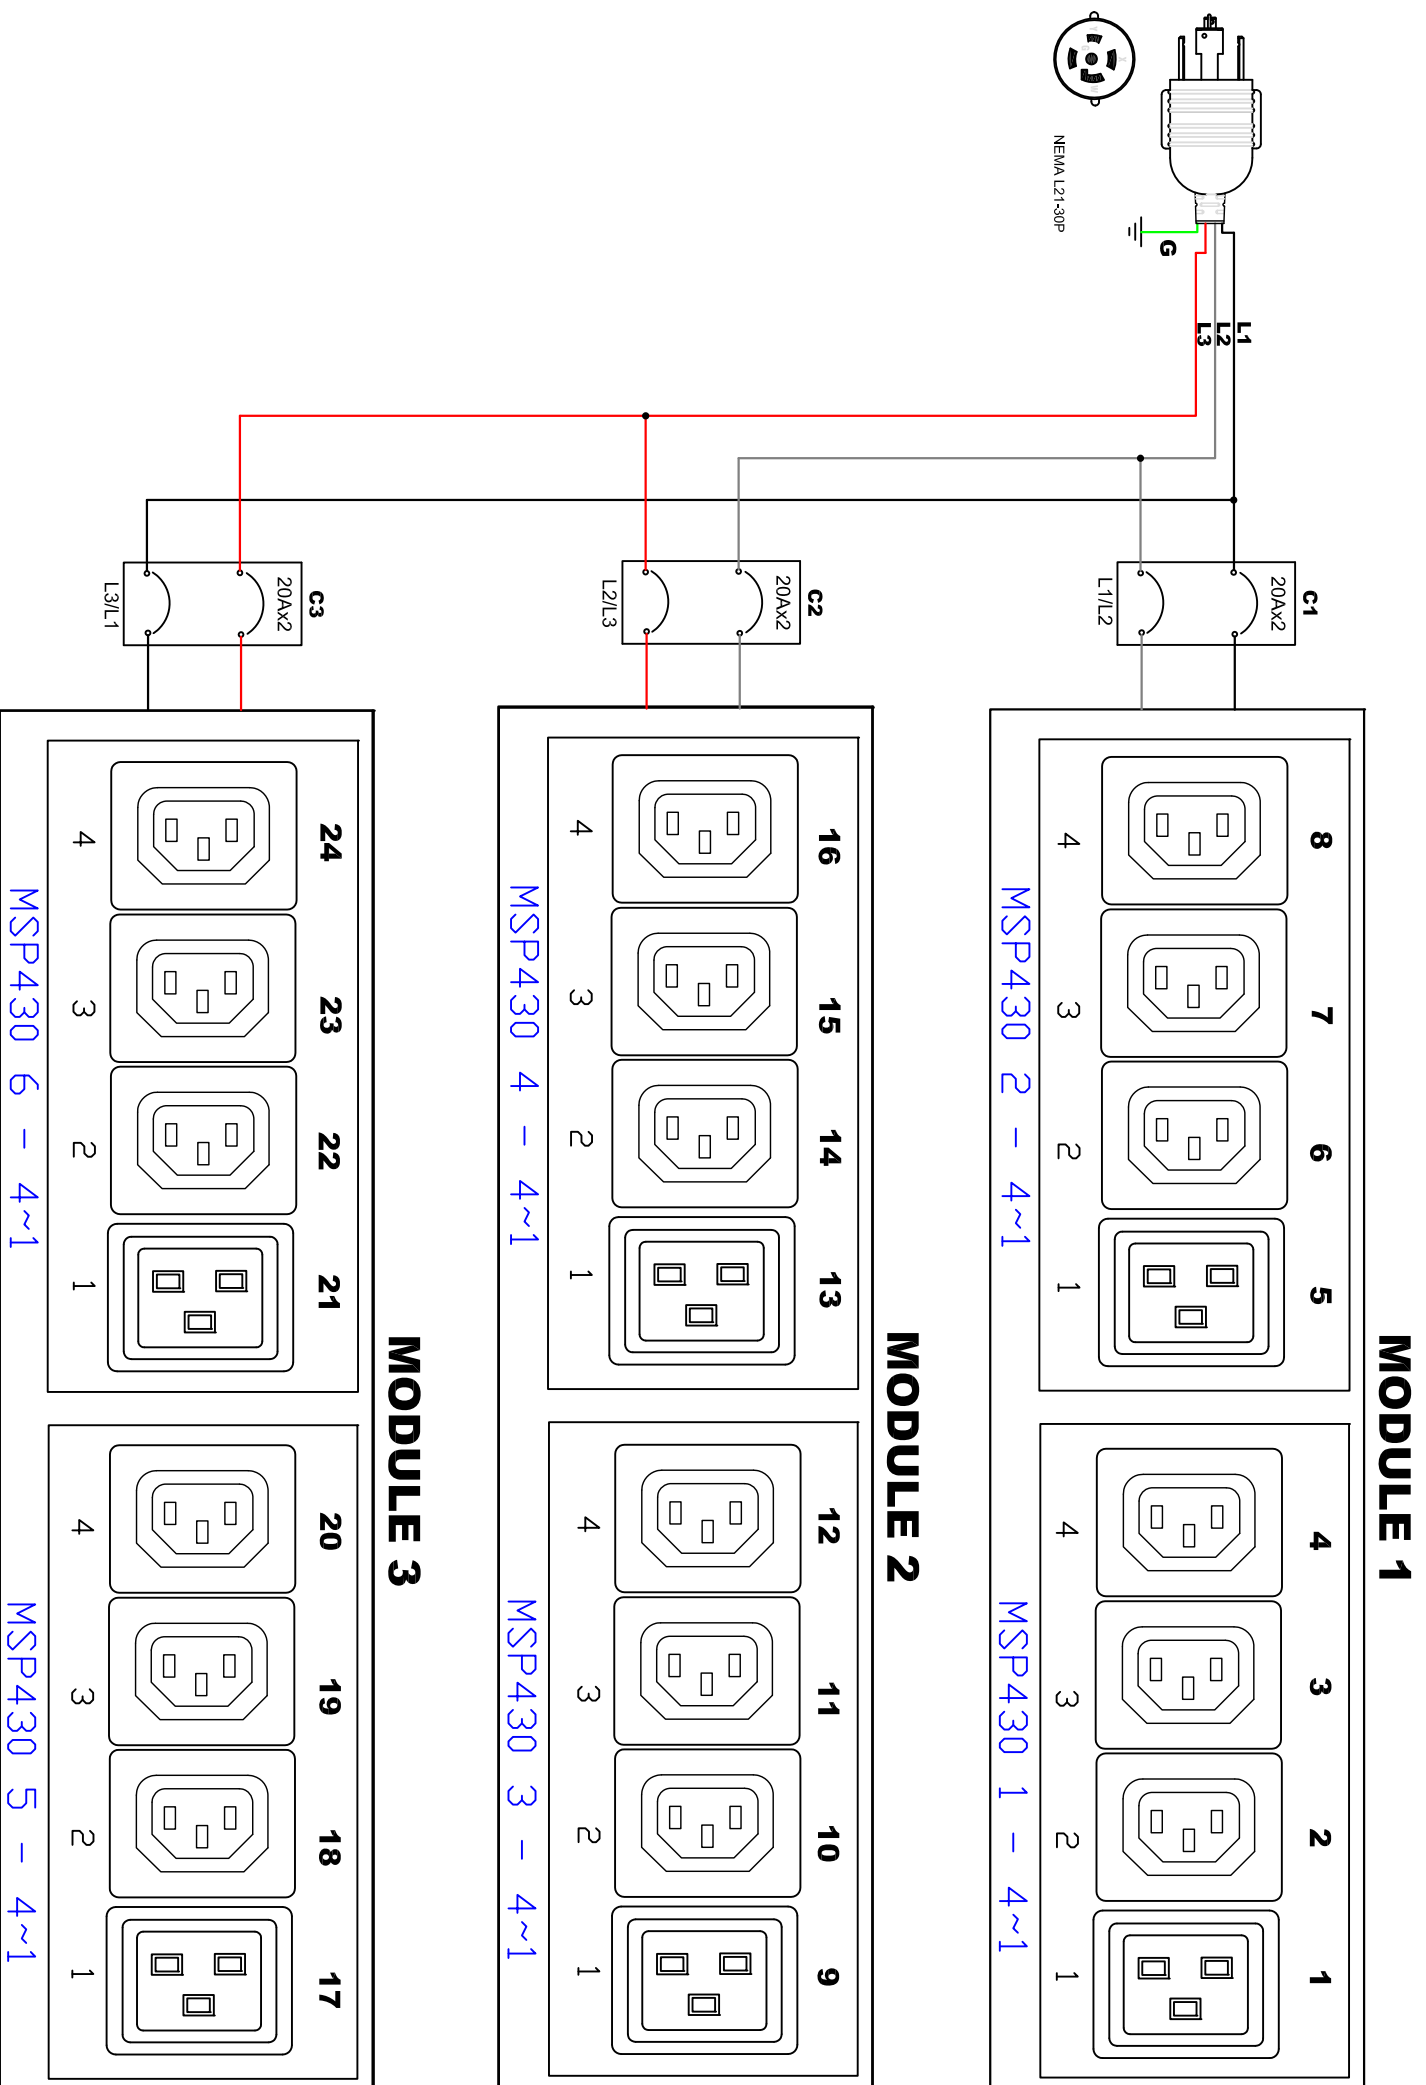 NEMA L21-30P
G
L1
L2
L3
C1
20Ax2
L1/L2
C2
20Ax2
L2/L3
C3
20Ax2
L3/L1
MODULE 1
8 7 6 5
4 3 2 1
MSP430 2 - 4~1
4 3 2 1
4 3 2 1
MSP430 1 - 4~1
MODULE 2
16 15 14 13
4 3 2 1
MSP430 4 - 4~1
12 11 10 9
4 3 2 1
MSP430 3 - 4~1
MODULE 3
24 23 22 21
4 3 2 1
MSP430 6 - 4~1
20 19 18 17
4 3 2 1
MSP430 5 - 4~1